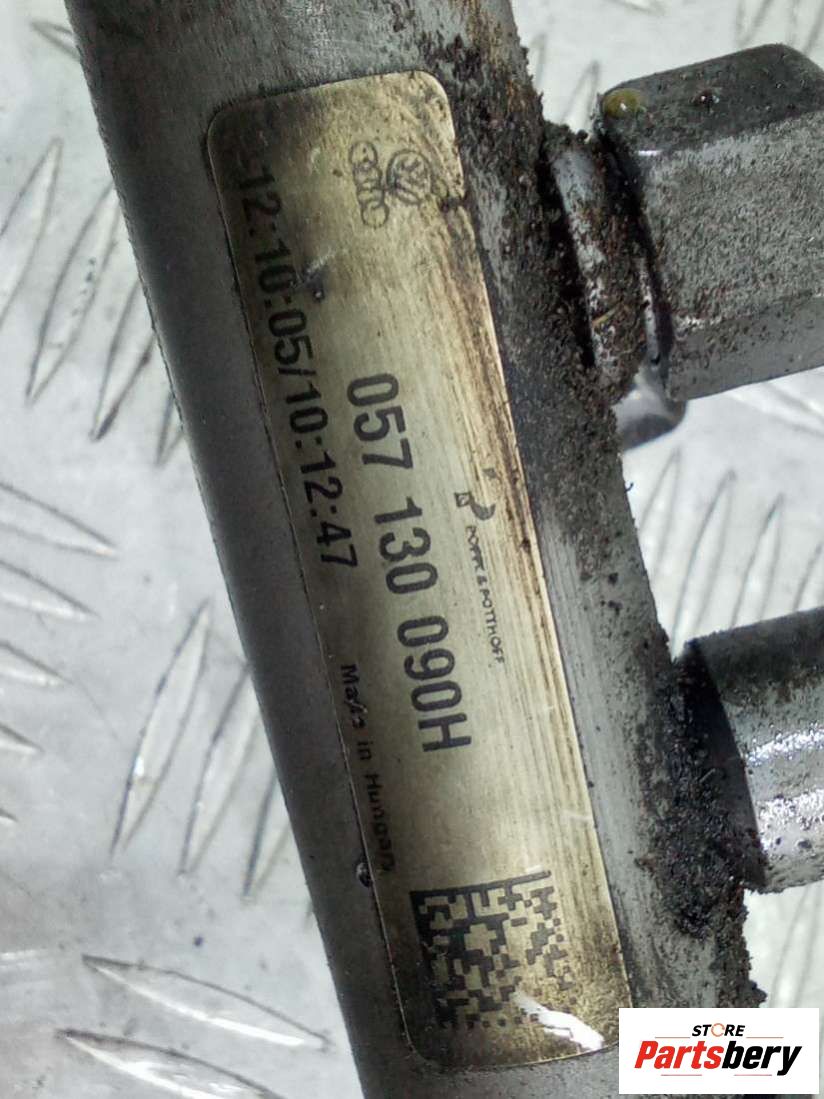 POPPE & POTTHOFF
057 130 090H
12:10:05/10:12:47
Made in Hungary
STORE
Partsbery